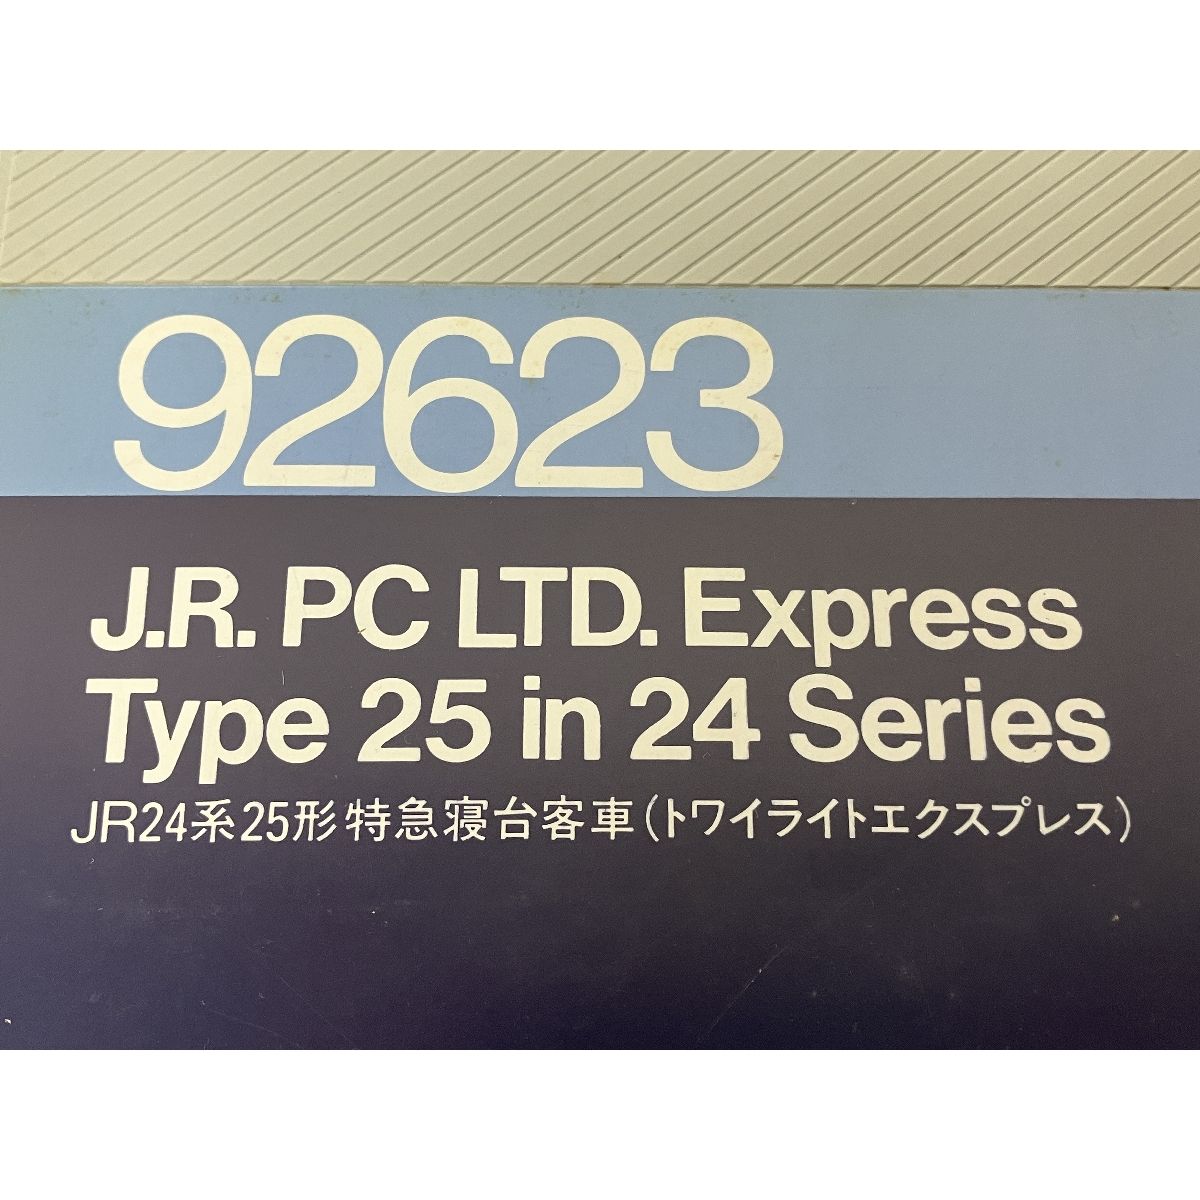 92623
J.R. PC LTD. Express
Type 25 in 24 Series
JR24系25形特急寝台客車(トワイライトエクスプレス)